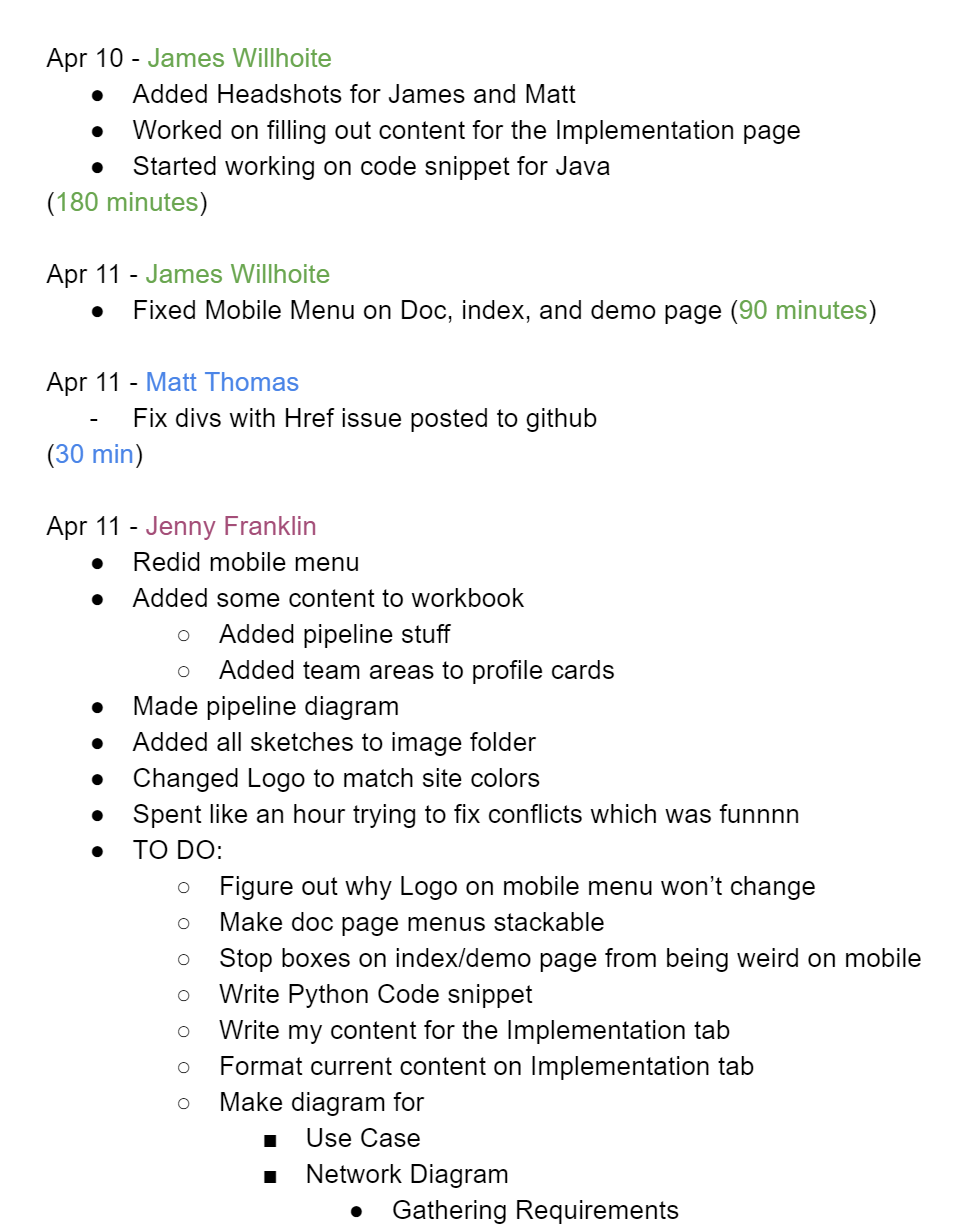 Apr 10 - James Willhoite
● Added Headshots for James and Matt
● Worked on filling out content for the Implementation page
● Started working on code snippet for Java
(180 minutes)
Apr 11 - James Willhoite
● Fixed Mobile Menu on Doc, index, and demo page (90 minutes)
Apr 11 - Matt Thomas
- Fix divs with Href issue posted to github
(30 min)
Apr 11 - Jenny Franklin
● Redid mobile menu
● Added some content to workbook
○ Added pipeline stuff
○ Added team areas to profile cards
● Made pipeline diagram
● Added all sketches to image folder
● Changed Logo to match site colors
● Spent like an hour trying to fix conflicts which was funnnn
● TO DO:
○ Figure out why Logo on mobile menu won’t change
○ Make doc page menus stackable
○ Stop boxes on index/demo page from being weird on mobile
○ Write Python Code snippet
○ Write my content for the Implementation tab
○ Format current content on Implementation tab
○ Make diagram for
■ Use Case
■ Network Diagram
● Gathering Requirements